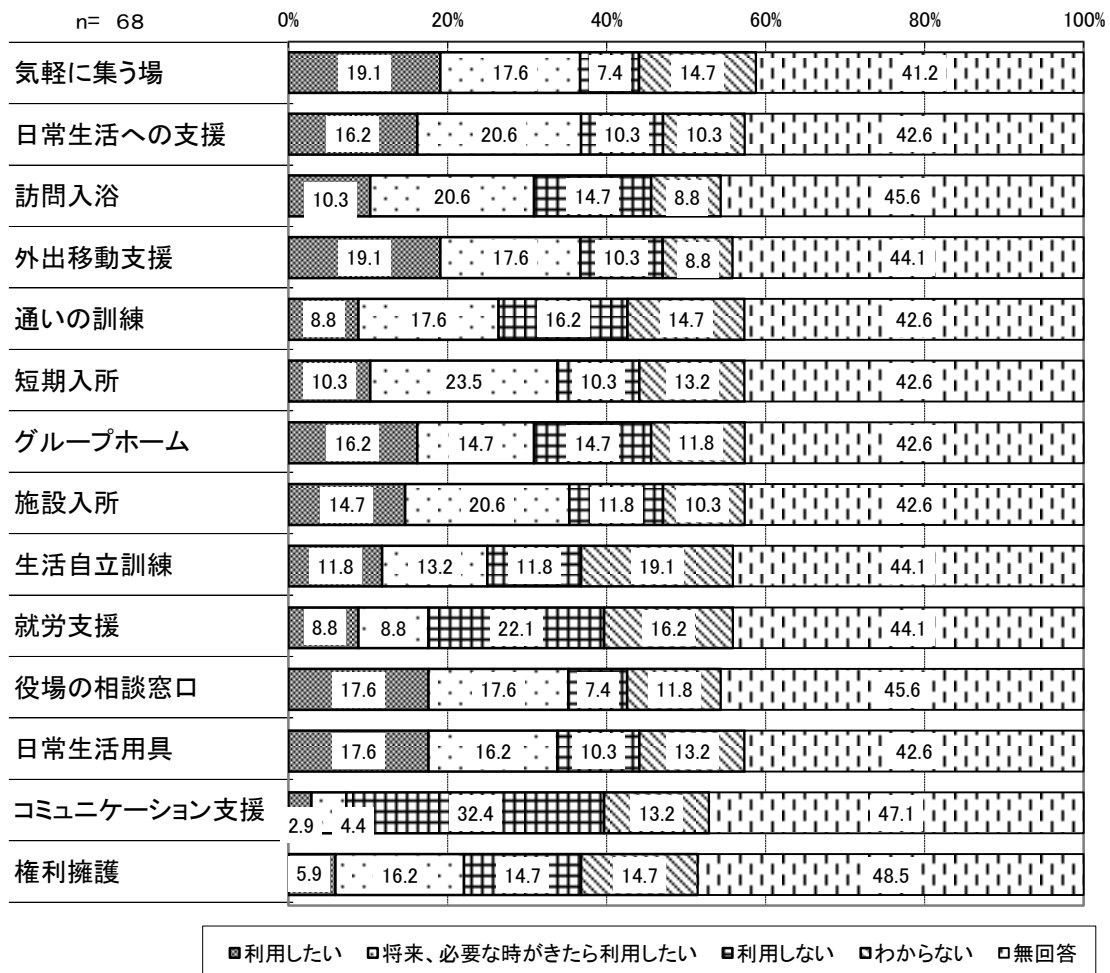 n= 68
0% 20% 40% 60% 80% 100%
気軽に集う場 19.1 17.6 7.4 14.7 41.2
日常生活への支援 16.2 20.6 10.3 10.3 42.6
訪問入浴 10.3 20.6 14.7 8.8 45.6
外出移動支援 19.1 17.6 10.3 8.8 44.1
通いの訓練 8.8 17.6 16.2 14.7 42.6
短期入所 10.3 23.5 10.3 13.2 42.6
グループホーム 16.2 14.7 14.7 11.8 42.6
施設入所 14.7 20.6 11.8 10.3 42.6
生活自立訓練 11.8 13.2 11.8 19.1 44.1
就労支援 8.8 8.8 22.1 16.2 44.1
役場の相談窓口 17.6 17.6 7.4 11.8 45.6
日常生活用具 17.6 16.2 10.3 13.2 42.6
コミュニケーション支援 2.9 4.4 32.4 13.2 47.1
権利擁護 5.9 16.2 14.7 14.7 48.5
利用したい 将来、必要な時がきたら利用したい 利用しない わからない 無回答